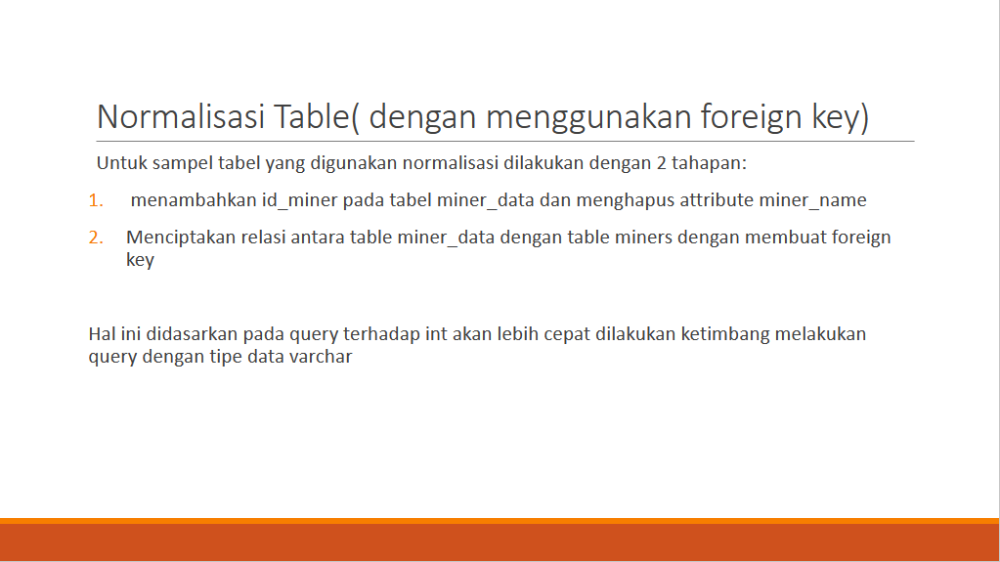 Normalisasi Table( dengan menggunakan foreign key)
Untuk sampel tabel yang digunakan normalisasi dilakukan dengan 2 tahapan:
1. menambahkan id_miner pada tabel miner_data dan menghapus attribute miner_name
2. Menciptakan relasi antara table miner_data dengan table miners dengan membuat foreign
key
Hal ini didasarkan pada query terhadap int akan lebih cepat dilakukan ketimbang melakukan
query dengan tipe data varchar